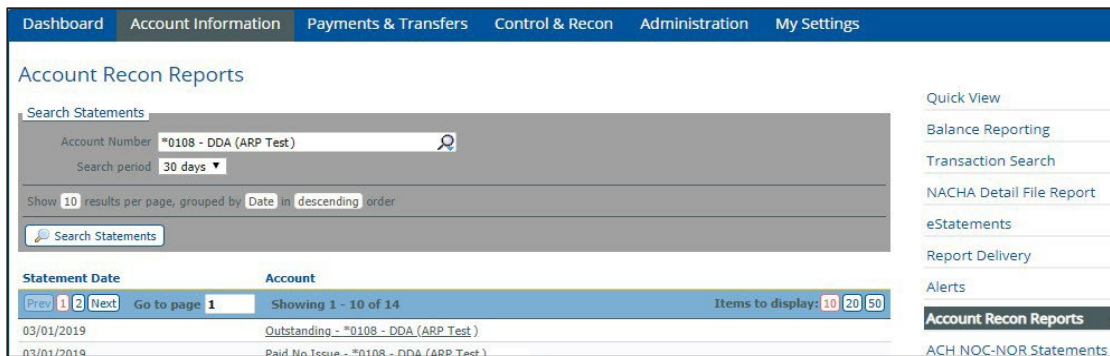 Dashboard Account Information Payments & Transfers Control & Recon Administration My Settings
Account Recon Reports
Search Statements
Account Number *0108 - DDA (ARP Test)
Search period 30 days
Show 10 results per page, grouped by Date in descending order
Search Statements
Statement Date Account
Prev 1 2 Next Go to page 1 Showing 1 - 10 of 14 Items to display: 10 20 50
03/01/2019 Outstanding - *0108 - DDA (ARP Test )
03/01/2019 Paid No Issue - *0108 - DDA (ARP Test )
Quick View
Balance Reporting
Transaction Search
NACHA Detail File Report
eStatements
Report Delivery
Alerts
Account Recon Reports
ACH NOC-NOR Statements